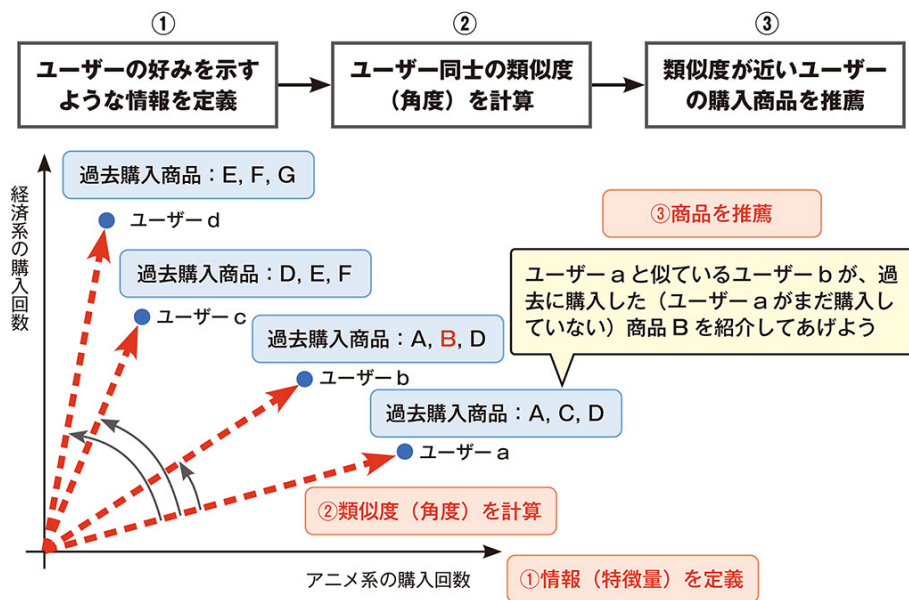 ① ② ③
ユーザーの好みを示す
ような情報を定義
ユーザー同士の類似度
(角度)を計算
類似度が近いユーザー
の購入商品を推薦
経済系の購入回数
過去購入商品:E, F, G
ユーザーd
過去購入商品:D, E, F
ユーザーc
過去購入商品:A, B, D
ユーザーb
過去購入商品:A, C, D
ユーザーa
③商品を推薦
ユーザーaと似ているユーザーbが、過
去に購入した(ユーザーaがまだ購入し
ていない)商品Bを紹介してあげよう
②類似度(角度)を計算
アニメ系の購入回数
①情報(特徴量)を定義